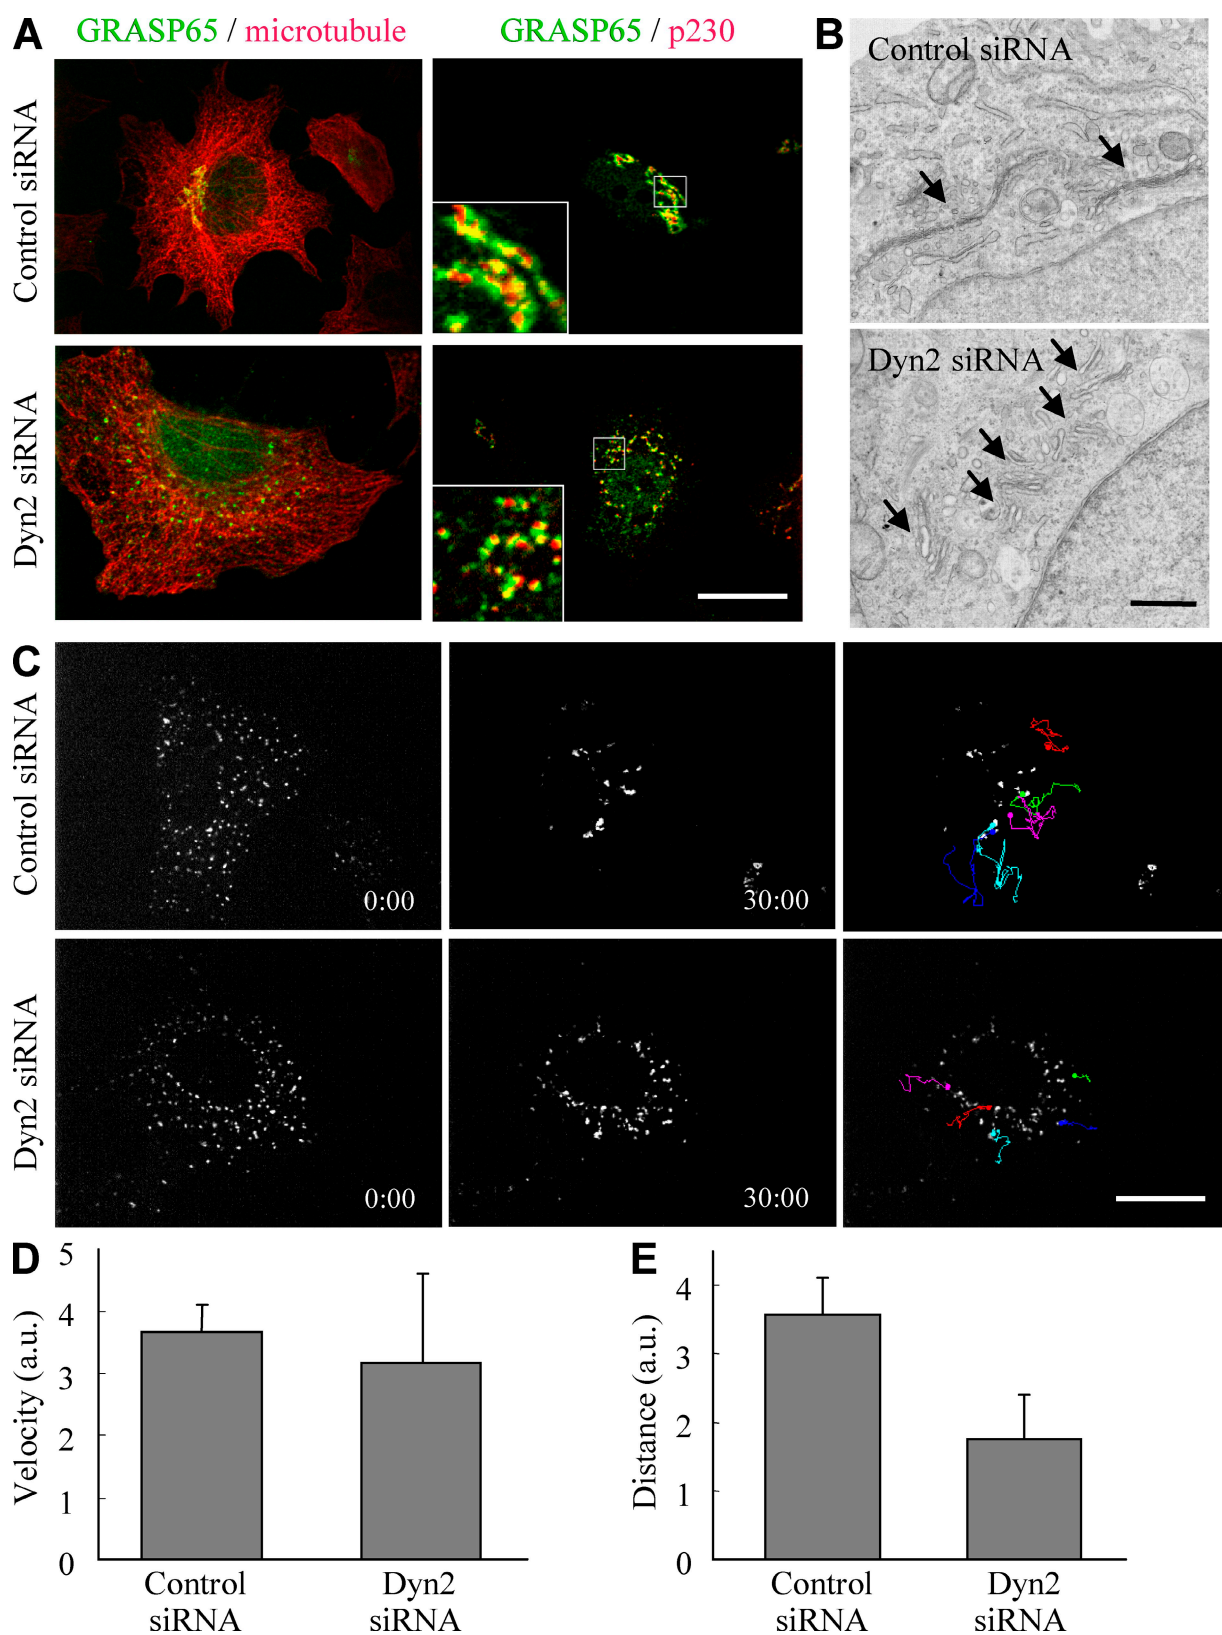 A
GRASP65 / microtubule
GRASP65 / p230
Control siRNA
Dyn2 siRNA
B
Control siRNA
Dyn2 siRNA
C
Control siRNA
0:00
30:00
Dyn2 siRNA
0:00
30:00
D
Velocity (a.u.)
5
4
3
2
1
0
Control
siRNA
Dyn2
siRNA
E
Distance (a.u.)
4
3
2
1
0
Control
siRNA
Dyn2
siRNA